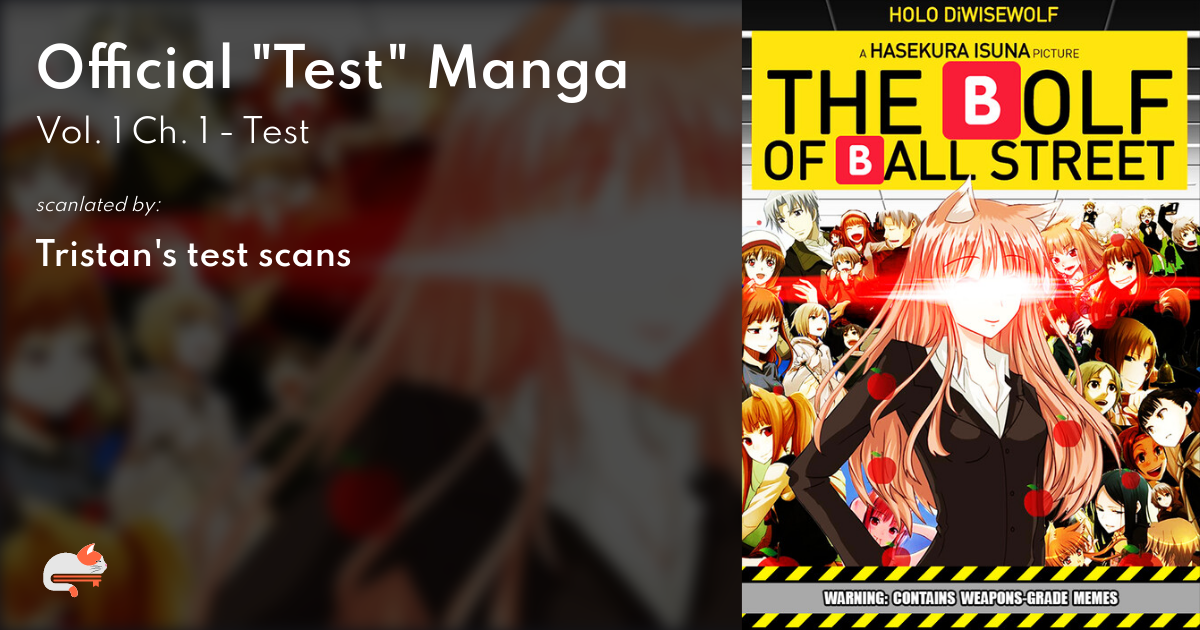 Official "Test" Manga
Vol. 1 Ch. 1 - Test
scanlated by:
Tristan's test scans
HOLO DiWISEWOLF
A HASEKURA ISUNA PICTURE
THE BOLF
OF BALL STREET
WARNING: CONTAINS WEAPONS-GRADE MEMES